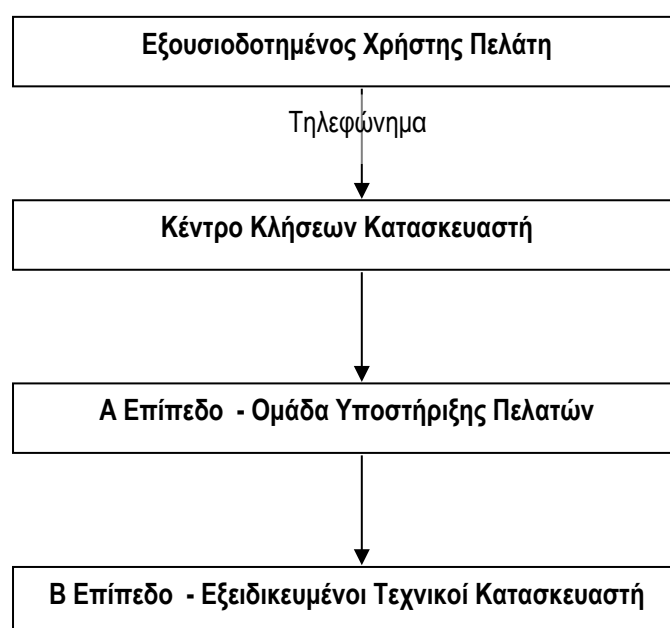 Εξουσιοδοτημένος Χρήστης Πελάτη
Τηλεφώνημα
Κέντρο Κλήσεων Κατασκευαστή
Α Επίπεδο - Ομάδα Υποστήριξης Πελατών
Β Επίπεδο - Εξειδικευμένοι Τεχνικοί Κατασκευαστή